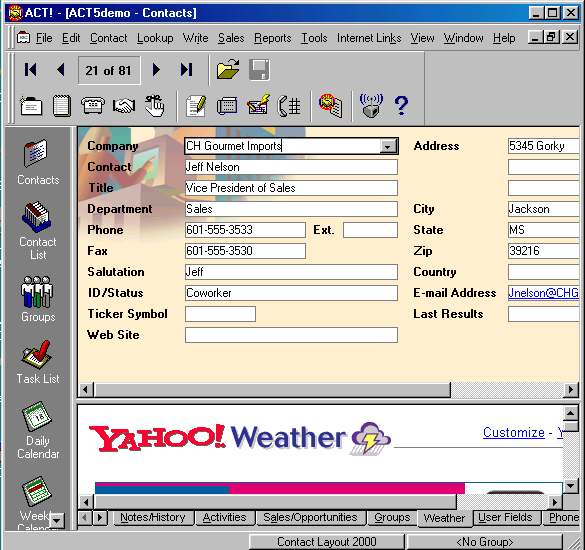 ACT! - [ACT5demo - Contacts]
File Edit Contact Lookup Write Sales Reports Tools Internet Links View Window Help
21 of 81
Contacts
Contact List
Groups
Task List
Daily Calendar
Company CH Gourmet Imports Address 5345 Gorky
Contact Jeff Nelson
Title Vice President of Sales
Department Sales City Jackson
Phone 601-555-3533 Ext. State MS
Fax 601-555-3530 Zip 39216
Salutation Jeff Country
ID/Status Coworker E-mail Address Jnelson@CHG
Ticker Symbol Last Results
Web Site
YAHOO! Weather Customize - Y
Notes/History Activities Sales/Opportunities Groups Weather User Fields Phone
Contact Layout 2000 <No Group>